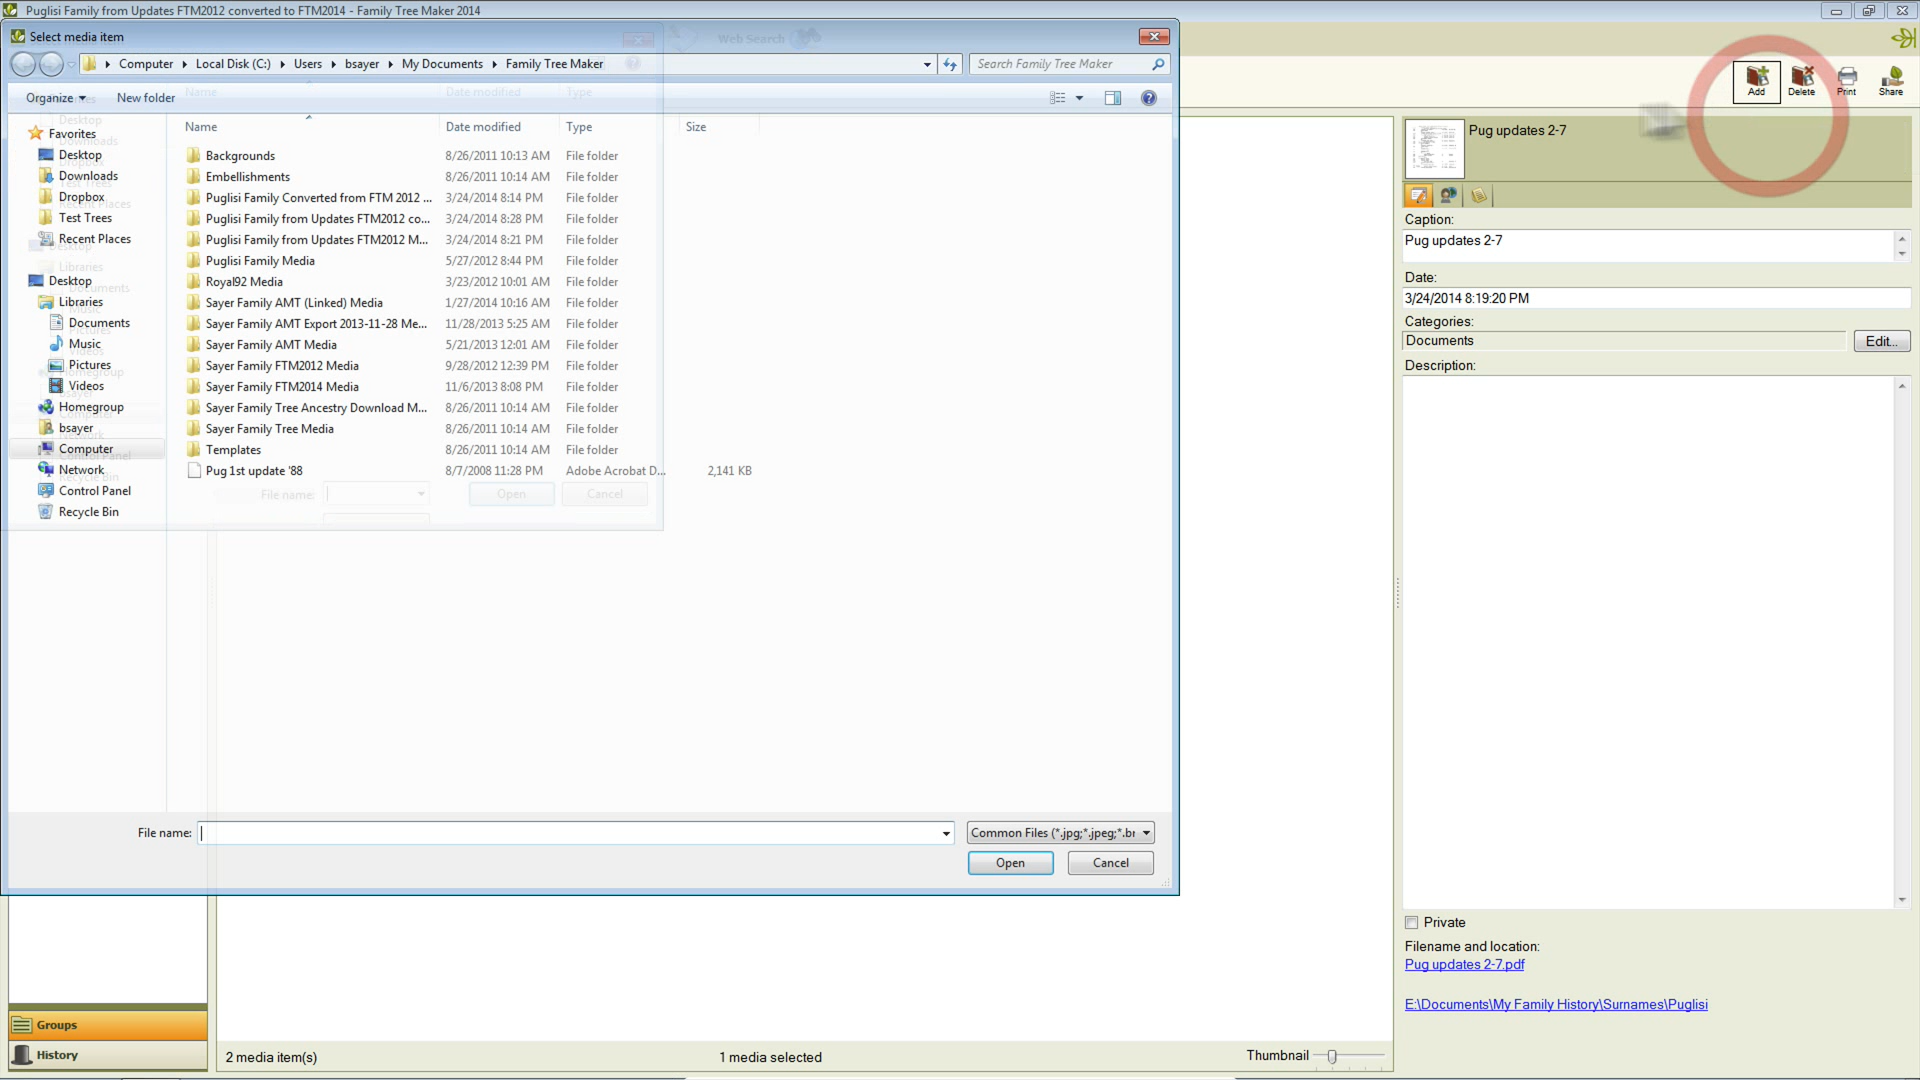 Puglisi Family from Updates FTM2012 converted to FTM2014 - Family Tree Maker 2014
Select media item
Web Search
Computer Local Disk (C:) Users bsayer My Documents Family Tree Maker
Search Family Tree Maker
Organize
New folder
Add
Delete
Print
Share
Name
Date modified
Type
Size
Favorites
Desktop
Downloads
Dropbox
Test Trees
Recent Places
Desktop
Libraries
Documents
Music
Pictures
Videos
Homegroup
bsayer
Computer
Network
Control Panel
Recycle Bin
Backgrounds 8/26/2011 10:13 AM File folder
Embellishments 8/26/2011 10:14 AM File folder
Puglisi Family Converted from FTM 2012 ... 3/24/2014 8:14 PM File folder
Puglisi Family from Updates FTM2012 co... 3/24/2014 8:28 PM File folder
Puglisi Family from Updates FTM2012 M... 3/24/2014 8:21 PM File folder
Puglisi Family Media 5/27/2012 8:44 PM File folder
Royal92 Media 3/23/2012 10:01 AM File folder
Sayer Family AMT (Linked) Media 1/27/2014 10:16 AM File folder
Sayer Family AMT Export 2013-11-28 Me... 11/28/2013 5:25 AM File folder
Sayer Family AMT Media 5/21/2013 12:01 AM File folder
Sayer Family FTM2012 Media 9/28/2012 12:39 PM File folder
Sayer Family FTM2014 Media 11/6/2013 8:08 PM File folder
Sayer Family Tree Ancestry Download M... 8/26/2011 10:14 AM File folder
Sayer Family Tree Media 8/26/2011 10:14 AM File folder
Templates 8/26/2011 10:14 AM File folder
Pug 1st update '88 8/7/2008 11:28 PM Adobe Acrobat D... 2,141 KB
File name: Open Cancel
File name:
Common Files (*.jpg;*.jpeg;*.br
Open
Cancel
Pug updates 2-7
Caption:
Pug updates 2-7
Date:
3/24/2014 8:19:20 PM
Categories:
Documents
Edit...
Description:
Private
Filename and location:
Pug updates 2-7.pdf
E:\Documents\My Family History\Surnames\Puglisi
Groups
History
2 media item(s)
1 media selected
Thumbnail